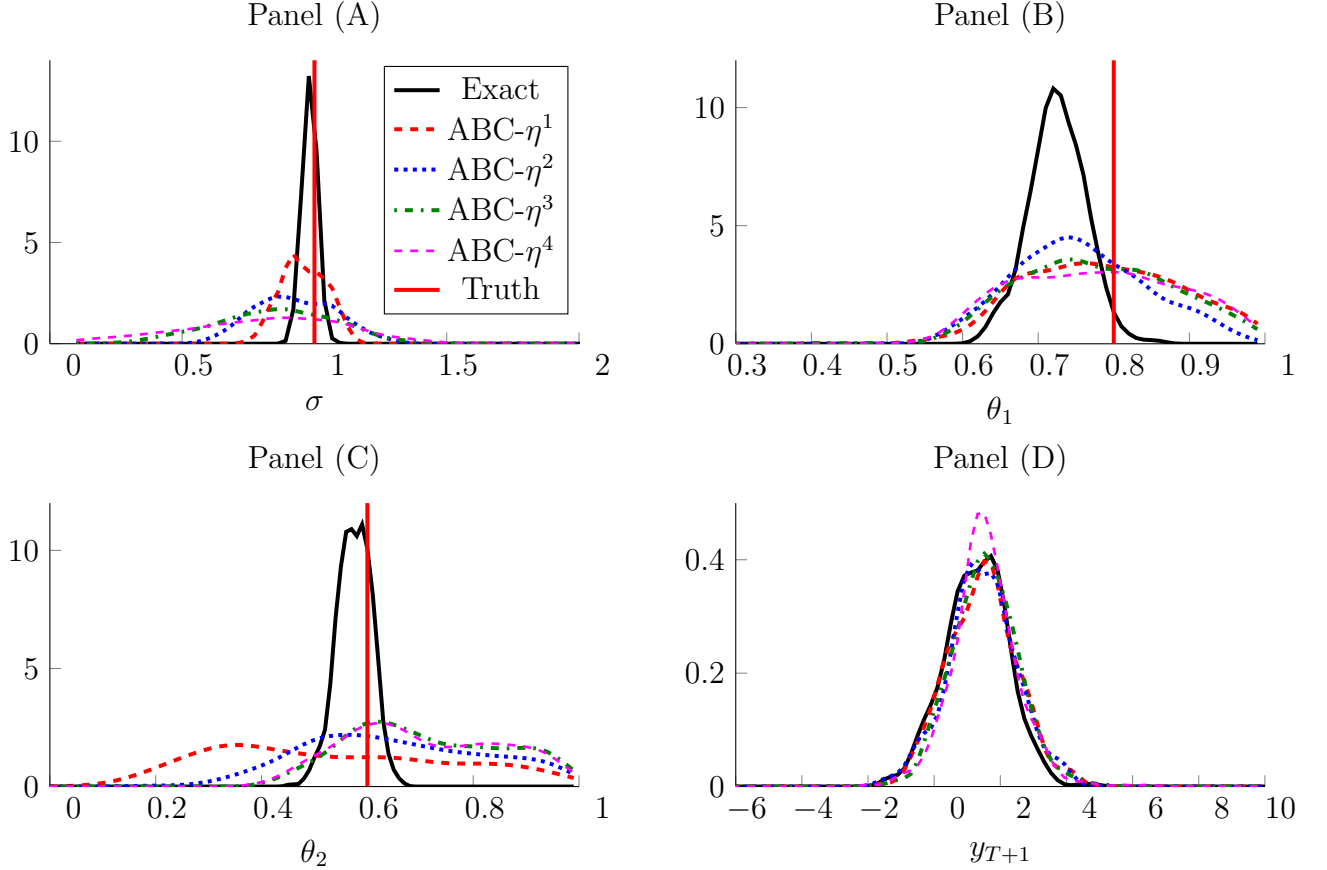 Panel (A)
Panel (B)
10
5
0
0
0.5
1
1.5
2
σ
Exact
ABC-η¹
ABC-η²
ABC-η³
ABC-η⁴
Truth
10
5
0
0.3
0.4
0.5
0.6
0.7
0.8
0.9
1
θ₁
Panel (C)
Panel (D)
10
5
0
0
0.2
0.4
0.6
0.8
1
θ₂
0.4
0.2
0
−6
−4
−2
0
2
4
6
8
10
y_{T+1}